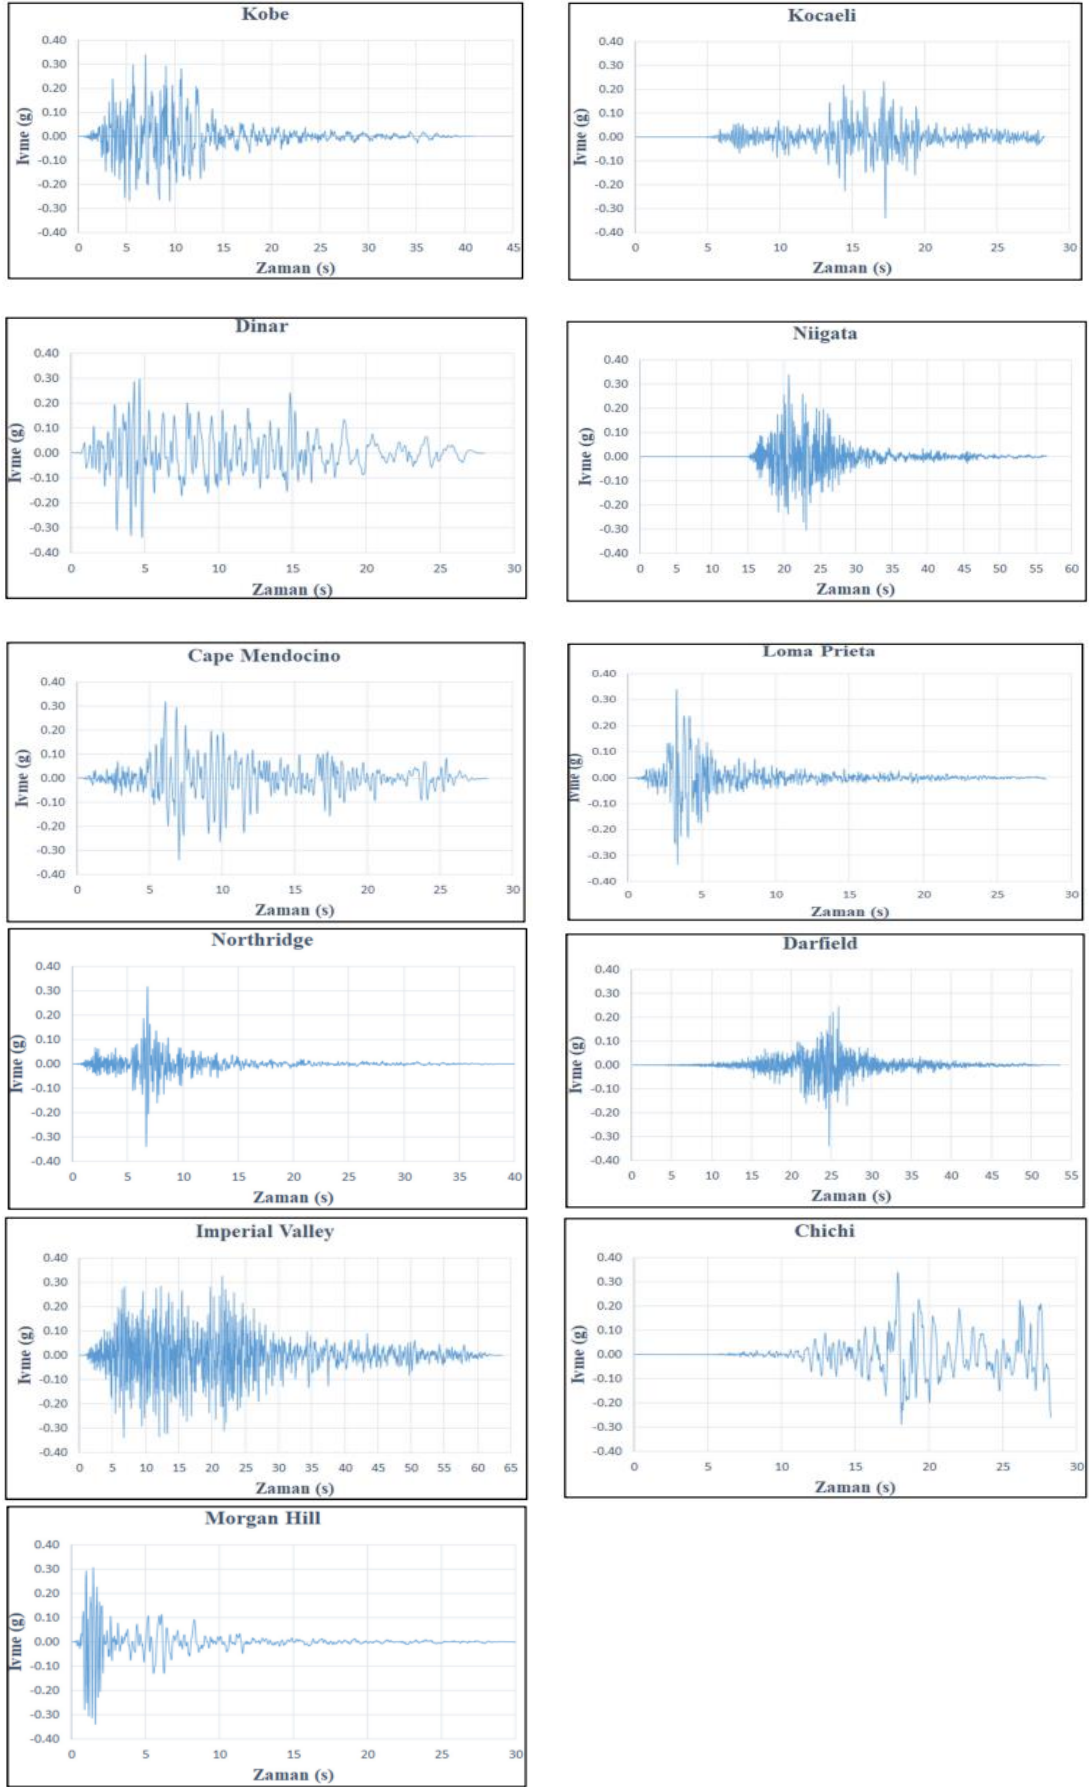 Kobe
0.40
0.30
0.20
0.10
0.00
-0.10
-0.20
-0.30
-0.40
İvme (g)
0 5 10 15 20 25 30 35 40 45
Zaman (s)
Kocaeli
0.40
0.30
0.20
0.10
0.00
-0.10
-0.20
-0.30
-0.40
İvme (g)
0 5 10 15 20 25 30
Zaman (s)
Dinar
0.40
0.30
0.20
0.10
0.00
-0.10
-0.20
-0.30
-0.40
İvme (g)
0 5 10 15 20 25 30
Zaman (s)
Niigata
0.40
0.30
0.20
0.10
0.00
-0.10
-0.20
-0.30
-0.40
İvme (g)
0 5 10 15 20 25 30 35 40 45 50 55 60
Zaman (s)
Cape Mendocino
0.40
0.30
0.20
0.10
0.00
-0.10
-0.20
-0.30
-0.40
İvme (g)
0 5 10 15 20 25 30
Zaman (s)
Loma Prieta
0.40
0.30
0.20
0.10
0.00
-0.10
-0.20
-0.30
-0.40
İvme (g)
0 5 10 15 20 25 30
Zaman (s)
Northridge
0.40
0.30
0.20
0.10
0.00
-0.10
-0.20
-0.30
-0.40
İvme (g)
0 5 10 15 20 25 30 35 40
Zaman (s)
Darfield
0.40
0.30
0.20
0.10
0.00
-0.10
-0.20
-0.30
-0.40
İvme (g)
0 5 10 15 20 25 30 35 40 45 50 55
Zaman (s)
Imperial Valley
0.40
0.30
0.20
0.10
0.00
-0.10
-0.20
-0.30
-0.40
İvme (g)
0 5 10 15 20 25 30 35 40 45 50 55 60 65
Zaman (s)
Chichi
0.40
0.30
0.20
0.10
0.00
-0.10
-0.20
-0.30
-0.40
İvme (g)
0 5 10 15 20 25 30
Zaman (s)
Morgan Hill
0.40
0.30
0.20
0.10
0.00
-0.10
-0.20
-0.30
-0.40
İvme (g)
0 5 10 15 20 25 30
Zaman (s)